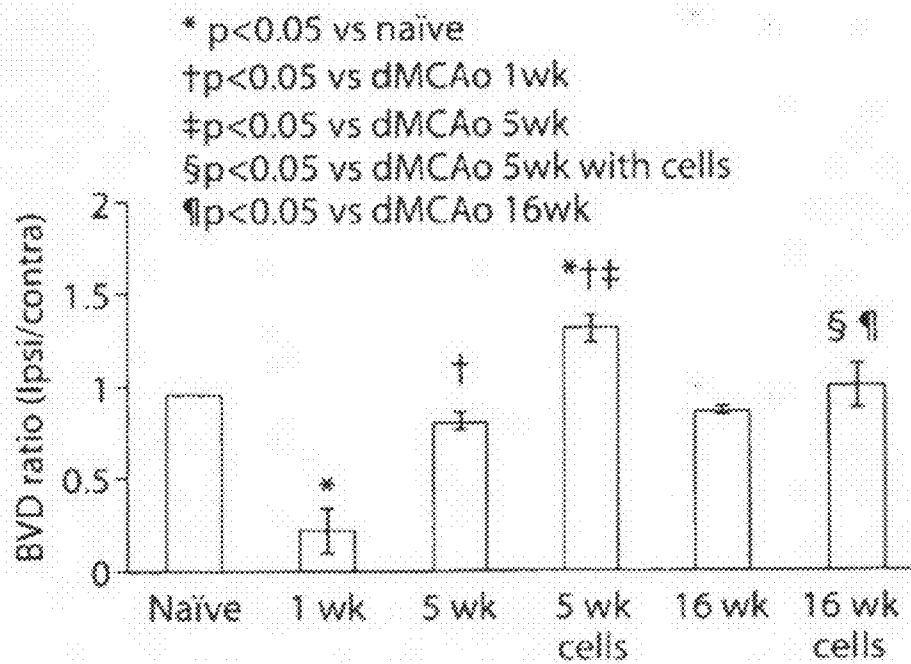 * p<0.05 vs naïve
†p<0.05 vs dMCAo 1wk
‡p<0.05 vs dMCAo 5wk
§p<0.05 vs dMCAo 5wk with cells
¶p<0.05 vs dMCAo 16wk
BVD ratio (Ipsi/contra)
2
1.5
1
0.5
0
*
†
*†‡
§ ¶
Naïve
1 wk
5 wk
5 wk
cells
16 wk
16 wk
cells